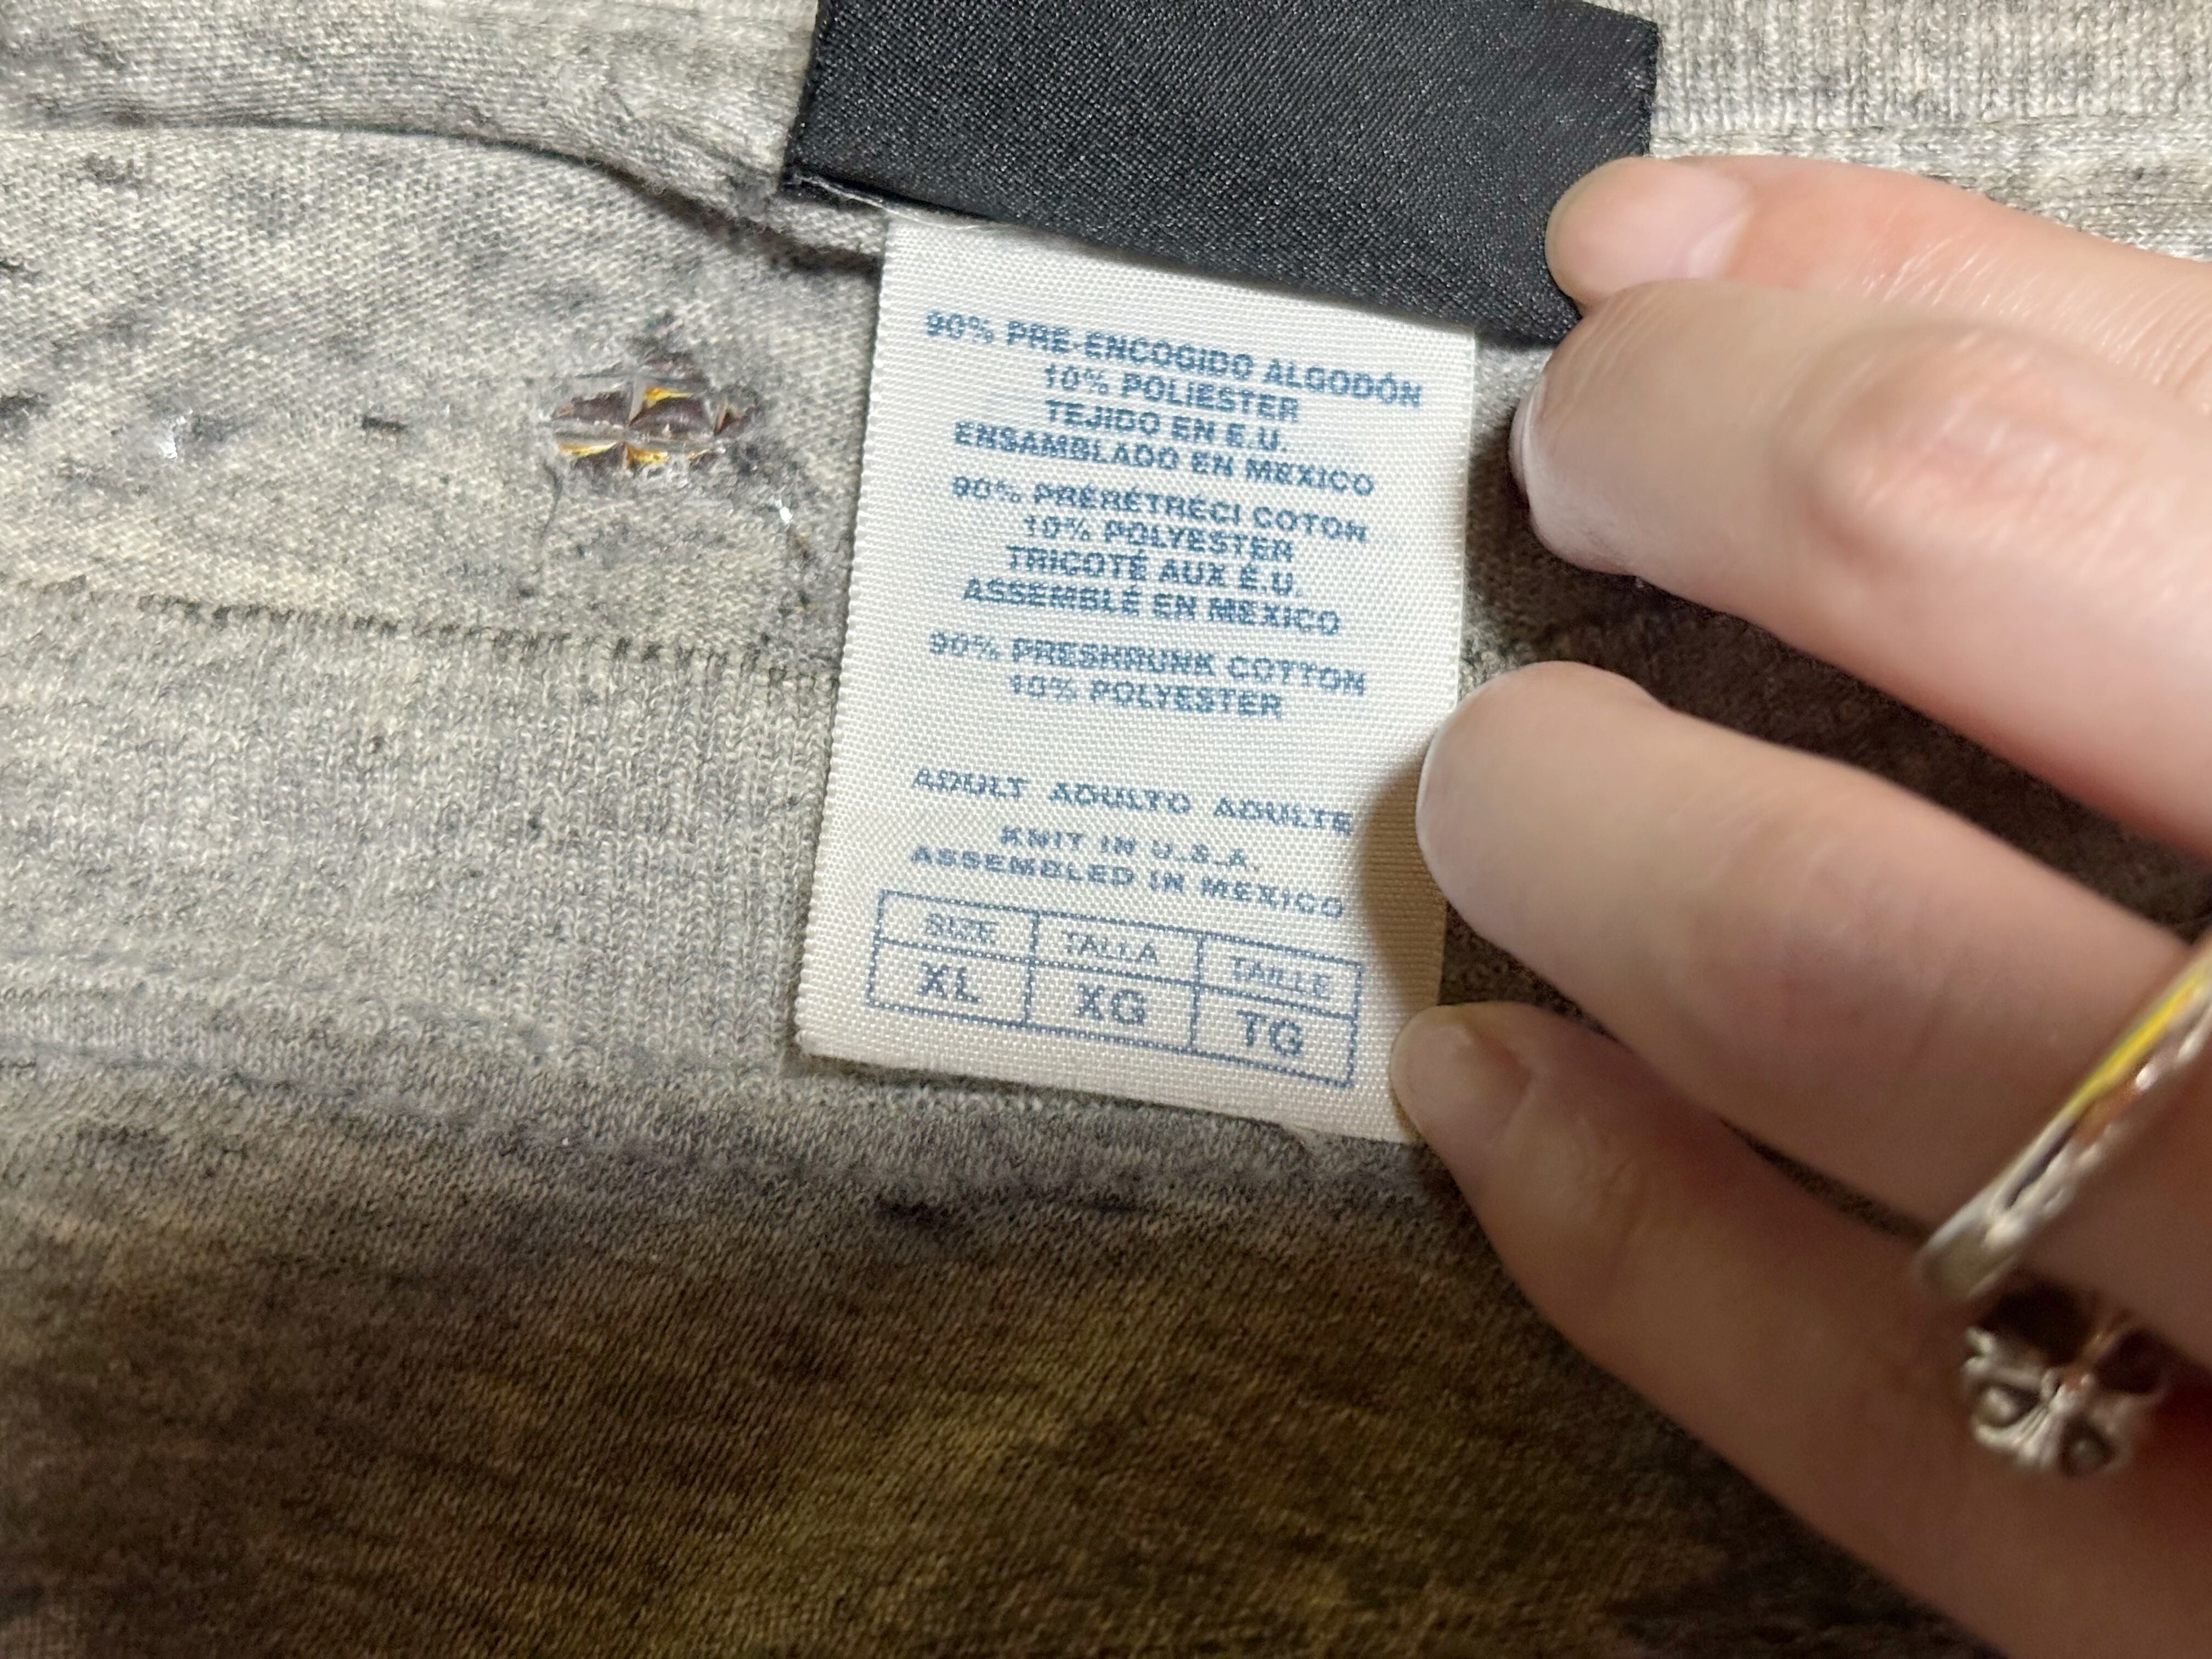 90% PRE-ENCOGIDO ALGODÓN
10% POLIESTER
TEJIDO EN E.U.
ENSAMBLADO EN MEXICO
90% PRÉRÉTRÉCI COTON
10% POLYESTER
TRICOTÉ AUX É.U.
ASSEMBLÉ EN MEXICO
90% PRESHRUNK COTTON
10% POLYESTER
ADULT ADULTO ADULTE
KNIT IN U.S.A.
ASSEMBLED IN MEXICO
SIZE TALLA TAILLE
XL XG TG